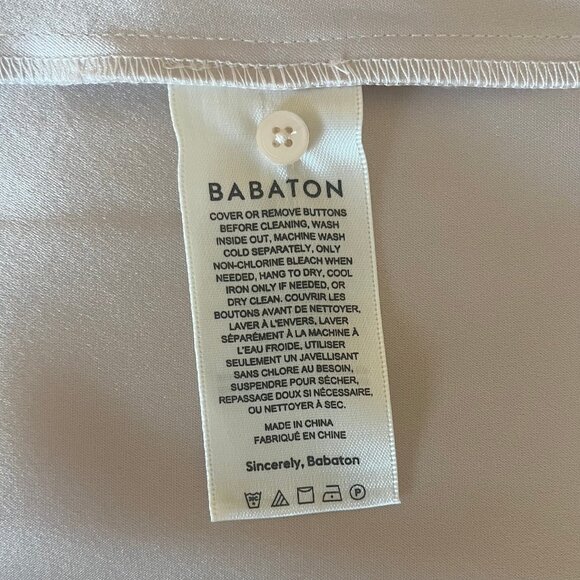 BABATON
COVER OR REMOVE BUTTONS
BEFORE CLEANING, WASH
INSIDE OUT, MACHINE WASH
COLD SEPARATELY, ONLY
NON-CHLORINE BLEACH WHEN
NEEDED, HANG TO DRY, COOL
IRON ONLY IF NEEDED, OR
DRY CLEAN. COUVRIR LES
BOUTONS AVANT DE NETTOYER,
LAVER À L'ENVERS, LAVER
SÉPARÉMENT À LA MACHINE À
L'EAU FROIDE, UTILISER
SEULEMENT UN JAVELLISANT
SANS CHLORE AU BESOIN,
SUSPENDRE POUR SÉCHER,
REPASSAGE DOUX SI NÉCESSAIRE,
OU NETTOYER À SEC.
MADE IN CHINA
FABRIQUÉ EN CHINE
Sincerely, Babaton
30C P